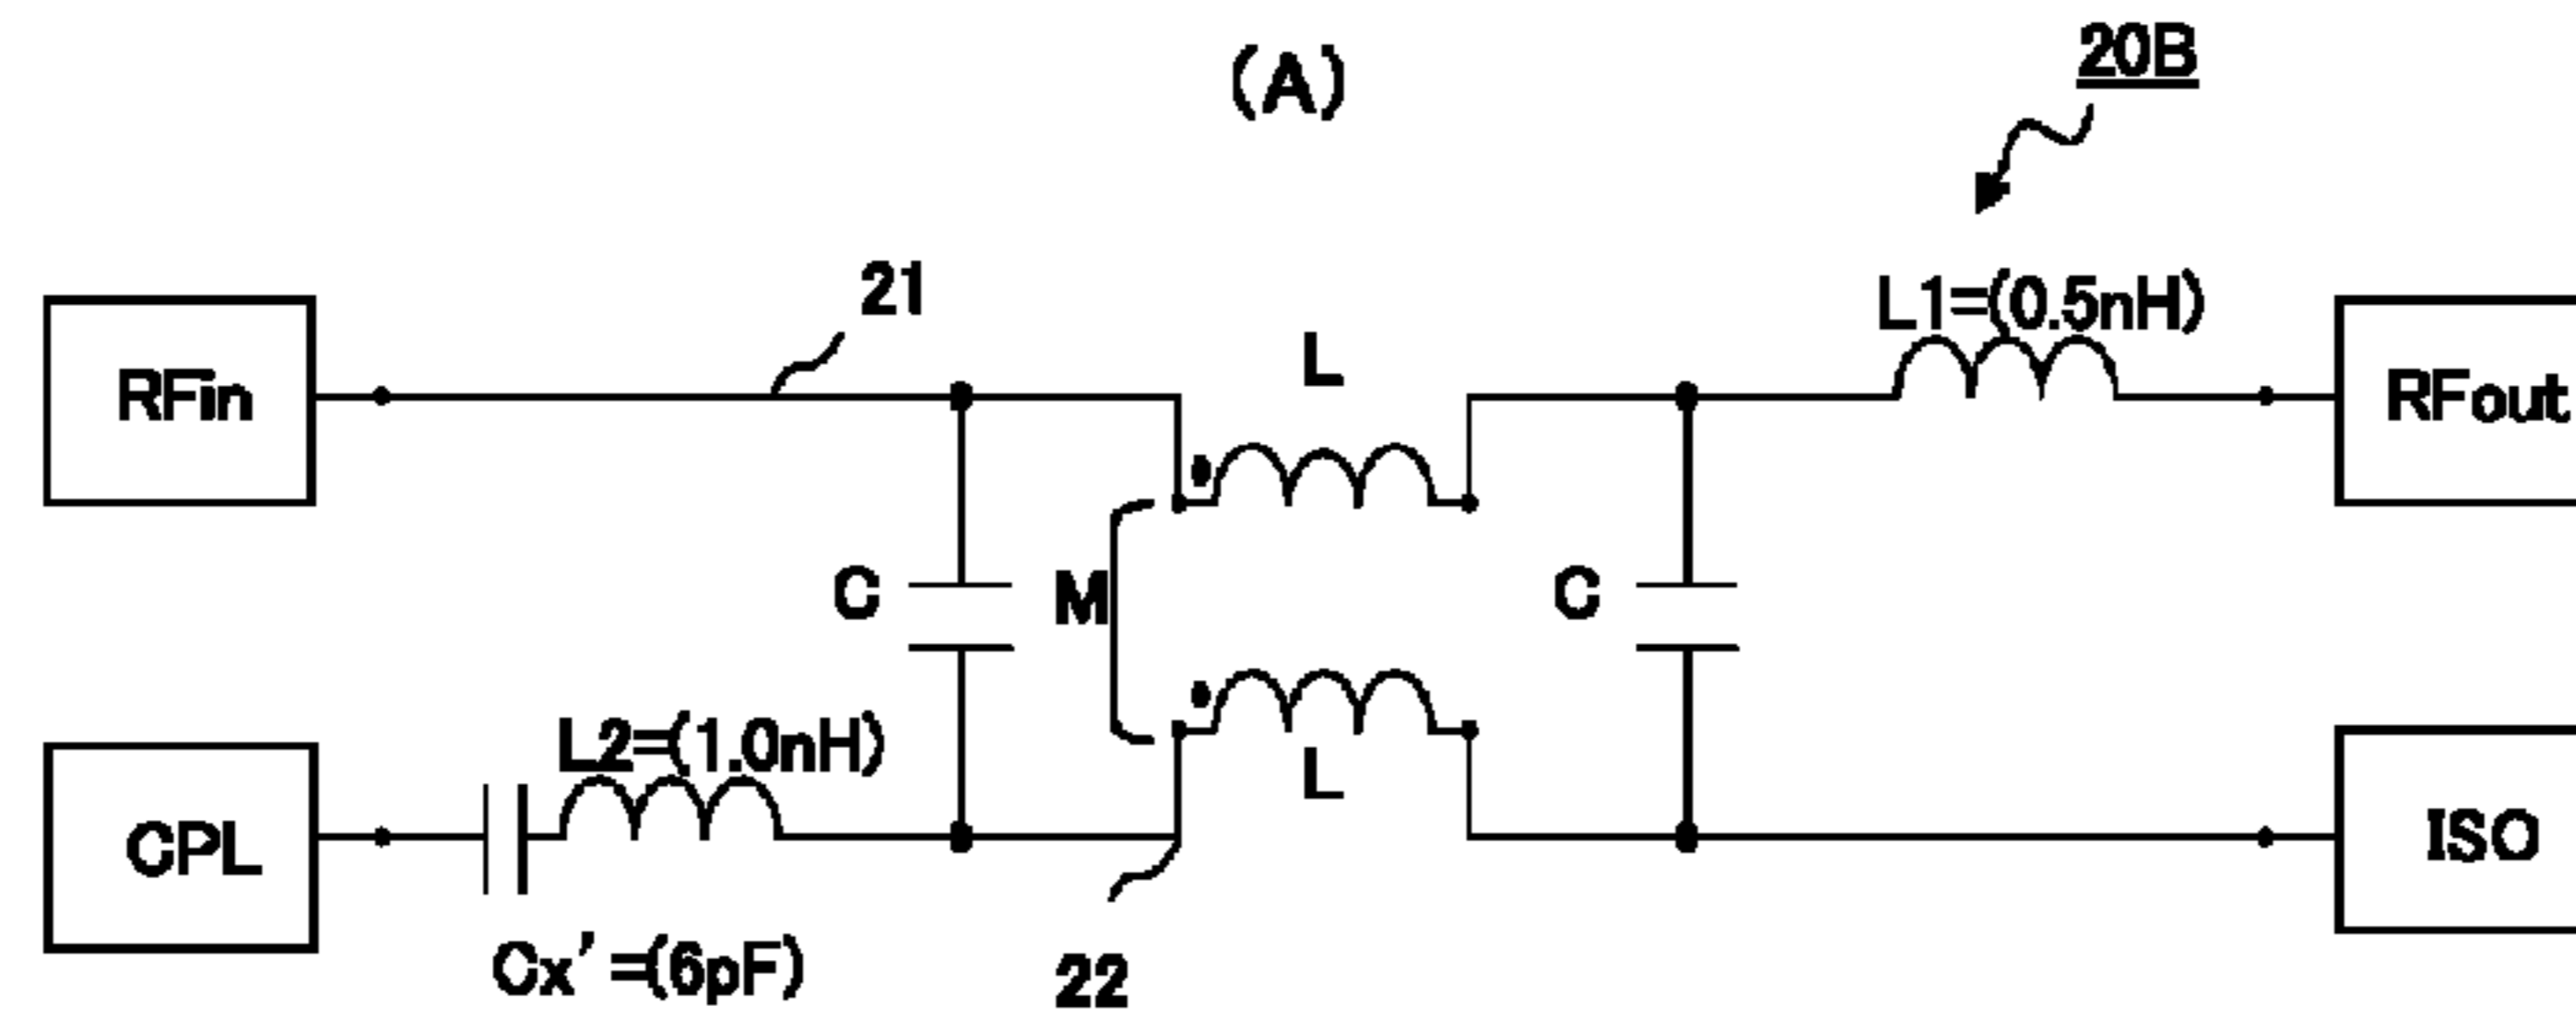 (A)
20B
21
L1=(0.5nH)
L
RFin
RFout
C
M
C
L2=(1.0nH)
L
CPL
ISO
Cx'=(6pF)
22